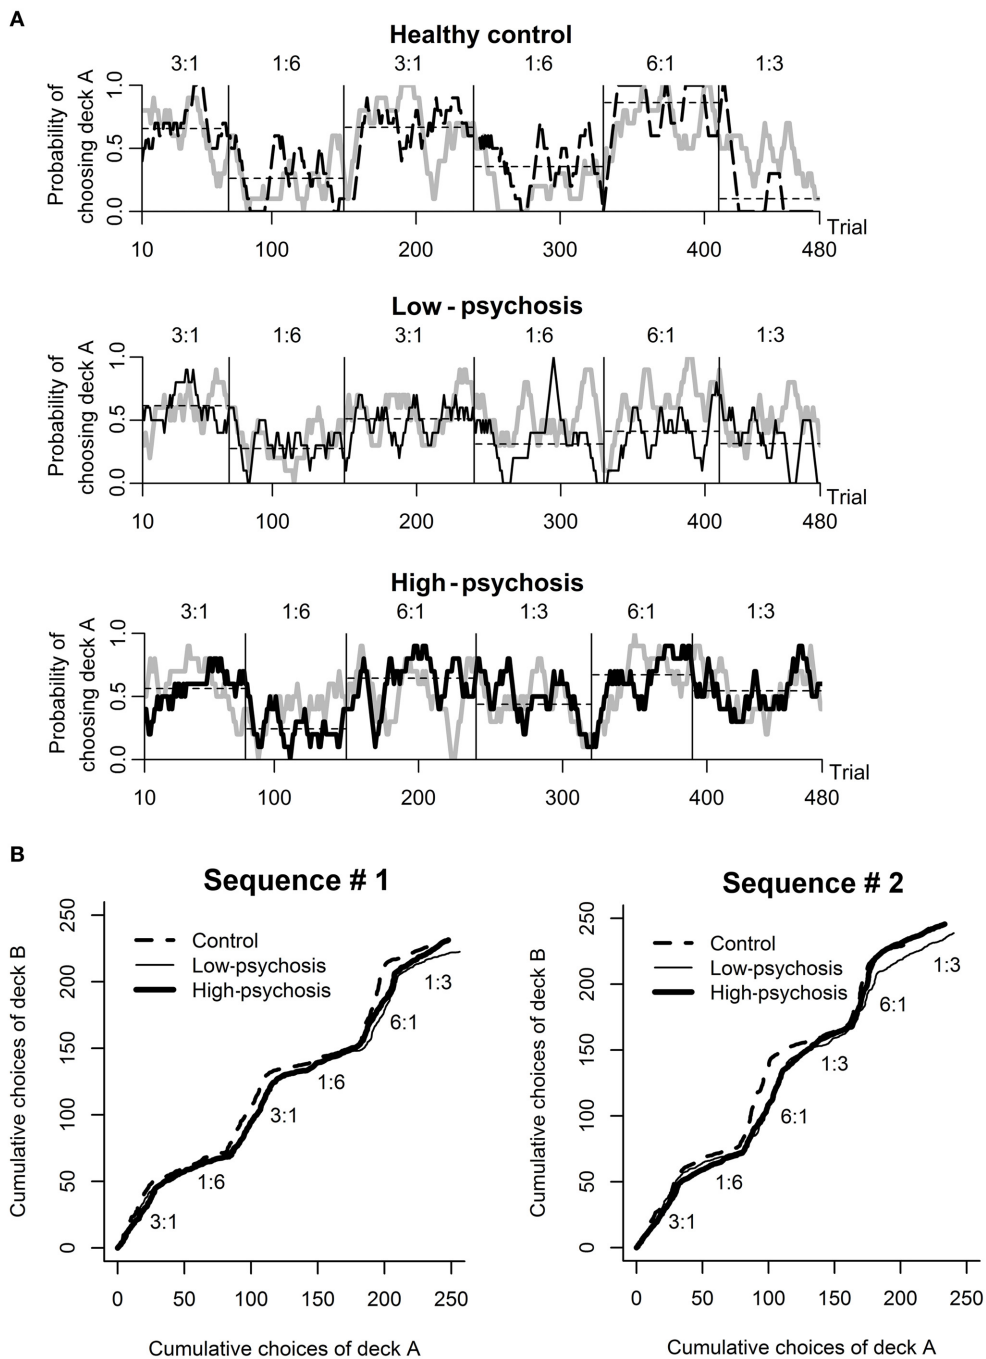 A
Healthy control
3:1 1:6 3:1 1:6 6:1 1:3
Probability of
choosing deck A
1.0
0.5
0.0
Trial
10 100 200 300 400 480
Low - psychosis
3:1 1:6 3:1 1:6 6:1 1:3
Probability of
choosing deck A
1.0
0.5
0.0
Trial
10 100 200 300 400 480
High - psychosis
3:1 1:6 6:1 1:3 6:1 1:3
Probability of
choosing deck A
1.0
0.5
0.0
Trial
10 100 200 300 400 480
B
Sequence # 1
Cumulative choices of deck B
250
200
150
100
50
0
Control
Low-psychosis
High-psychosis
1:3
6:1
1:6
3:1
1:6
3:1
0 50 100 150 200 250
Cumulative choices of deck A
Sequence # 2
Cumulative choices of deck B
250
200
150
100
50
0
Control
Low-psychosis
High-psychosis
1:3
6:1
1:3
6:1
1:6
3:1
0 50 100 150 200 250
Cumulative choices of deck A